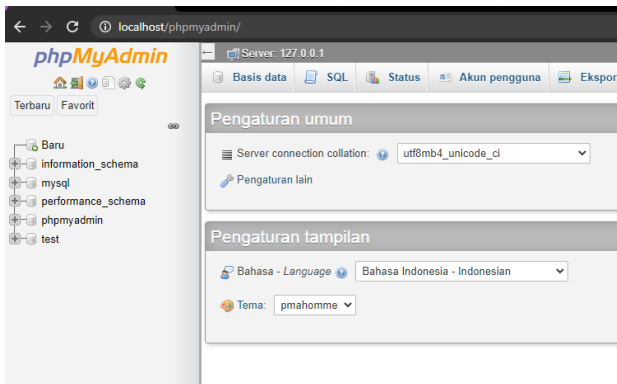 localhost/phpmyadmin/
phpMyAdmin
Terbaru Favorit
Baru
information_schema
mysql
performance_schema
phpmyadmin
test
Server: 127.0.0.1
Basis data SQL Status Akun pengguna Ekspor
Pengaturan umum
Server connection collation: utf8mb4_unicode_ci
Pengaturan lain
Pengaturan tampilan
Bahasa - Language Bahasa Indonesia - Indonesian
Tema: pmahomme